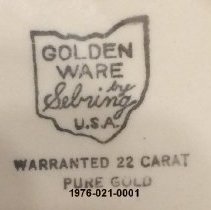 GOLDEN
WARE
by
Sebring
U.S.A.
WARRANTED 22 CARAT
PURE GOLD
1976-021-0001